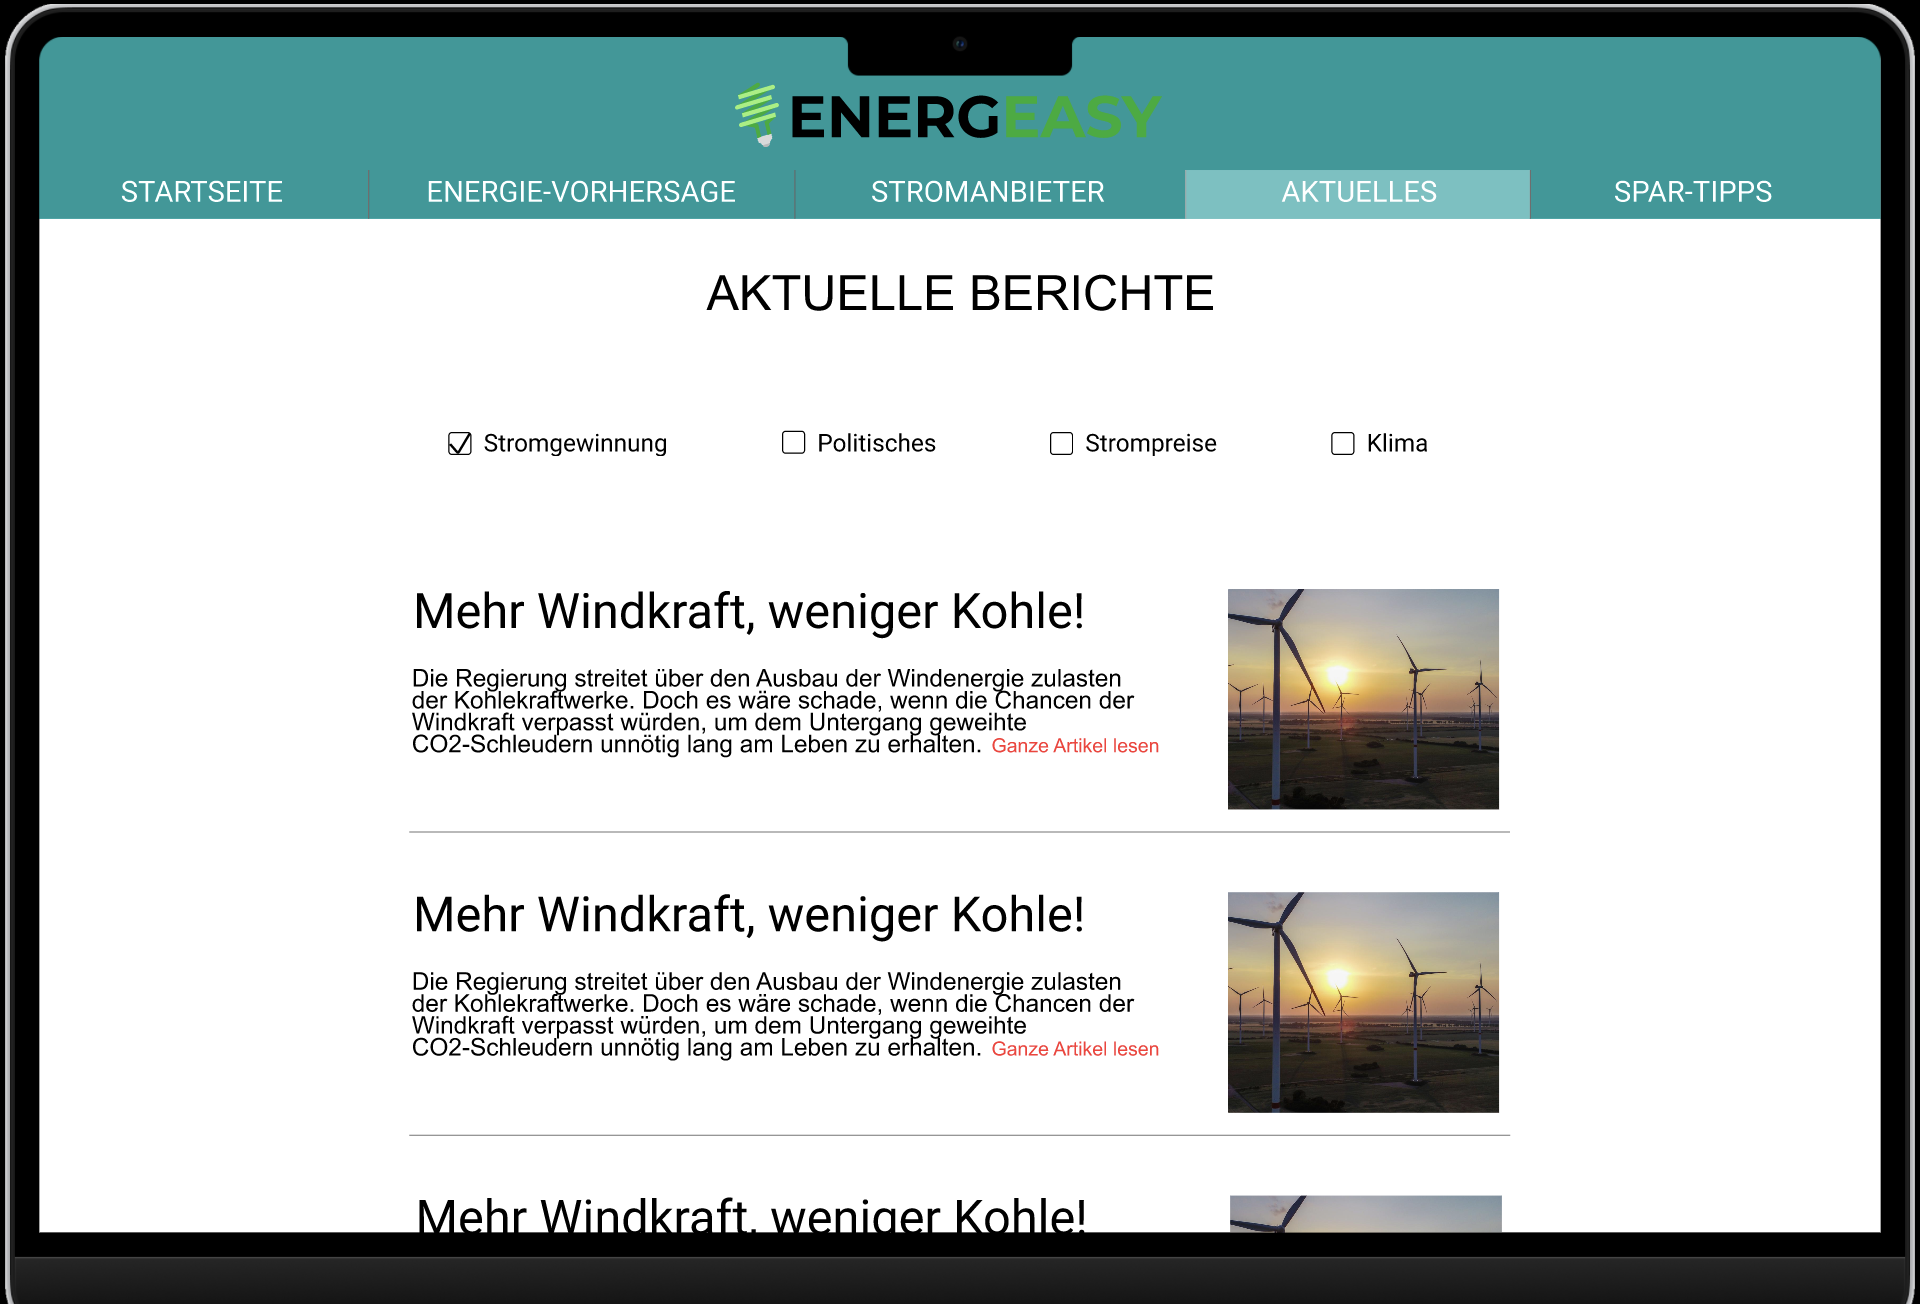 ENERGEASY
STARTSEITE
ENERGIE-VORHERSAGE
STROMANBIETER
AKTUELLES
SPAR-TIPPS
AKTUELLE BERICHTE
Stromgewinnung
Politisches
Strompreise
Klima
Mehr Windkraft, weniger Kohle!
Die Regierung streitet über den Ausbau der Windenergie zulasten
der Kohlekraftwerke. Doch es wäre schade, wenn die Chancen der
Windkraft verpasst würden, um dem Untergang geweihte
CO2-Schleudern unnötig lang am Leben zu erhalten. Ganze Artikel lesen
Mehr Windkraft, weniger Kohle!
Die Regierung streitet über den Ausbau der Windenergie zulasten
der Kohlekraftwerke. Doch es wäre schade, wenn die Chancen der
Windkraft verpasst würden, um dem Untergang geweihte
CO2-Schleudern unnötig lang am Leben zu erhalten. Ganze Artikel lesen
Mehr Windkraft, weniger Kohle!